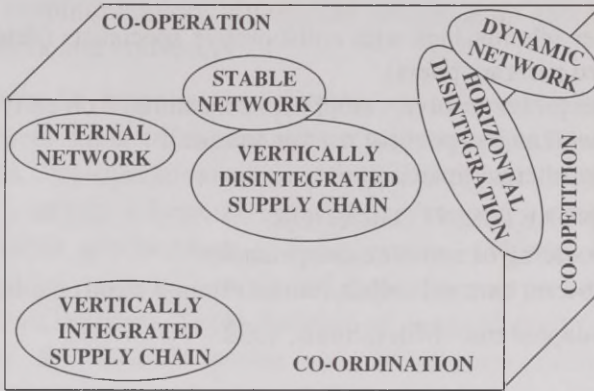 CO-OPERATION
DYNAMIC
NETWORK
STABLE
NETWORK
HORIZONTAL
DISINTEGRATION
INTERNAL
NETWORK
VERTICALLY
DISINTEGRATED
SUPPLY CHAIN
CO-OPETITION
VERTICALLY
INTEGRATED
SUPPLY CHAIN
CO-ORDINATION